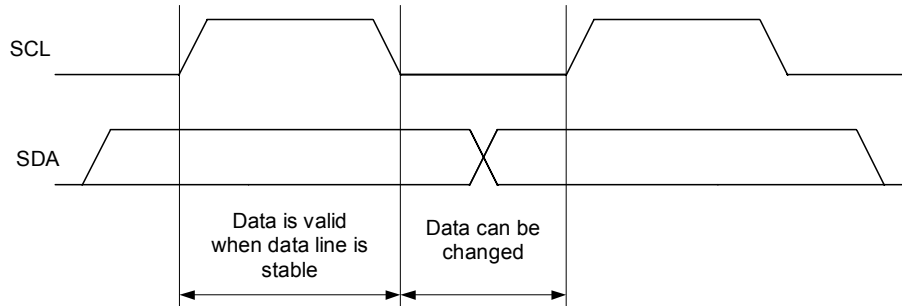 SCL
SDA
Data is valid
when data line is
stable
Data can be
changed